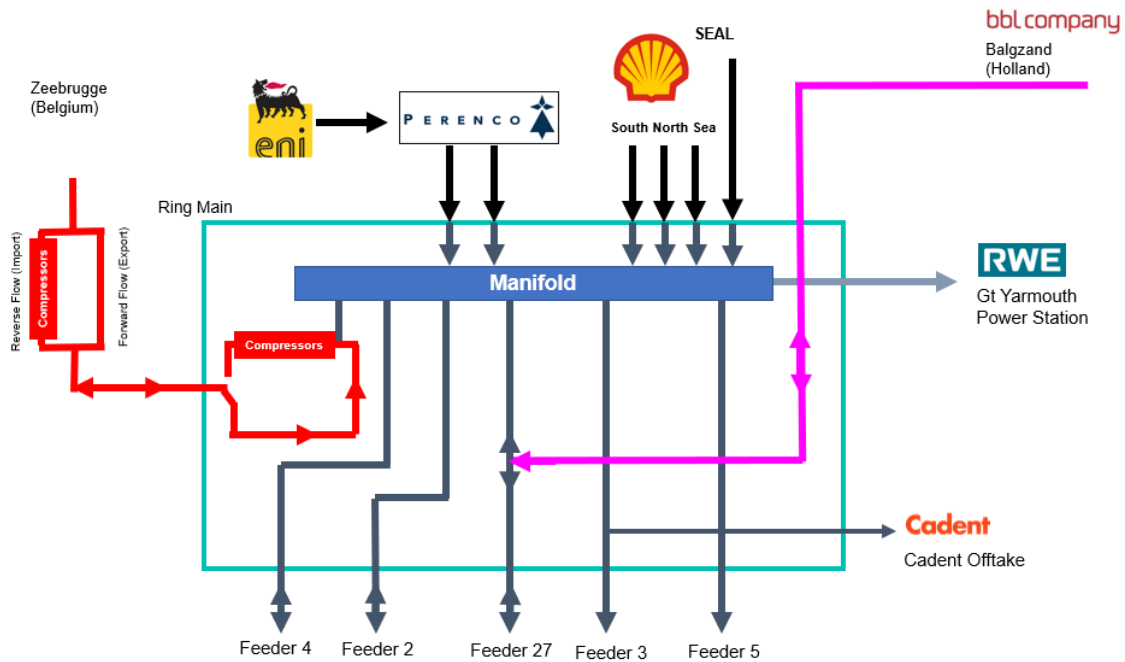 bbl company
Balgzand
(Holland)
SEAL
Zeebrugge
(Belgium)
eni
PERENCO
South North Sea
Ring Main
Reverse Flow (Import)
Compressors
Forward Flow (Export)
Manifold
RWE
Gt Yarmouth
Power Station
Compressors
Cadent
Cadent Offtake
Feeder 4
Feeder 2
Feeder 27
Feeder 3
Feeder 5